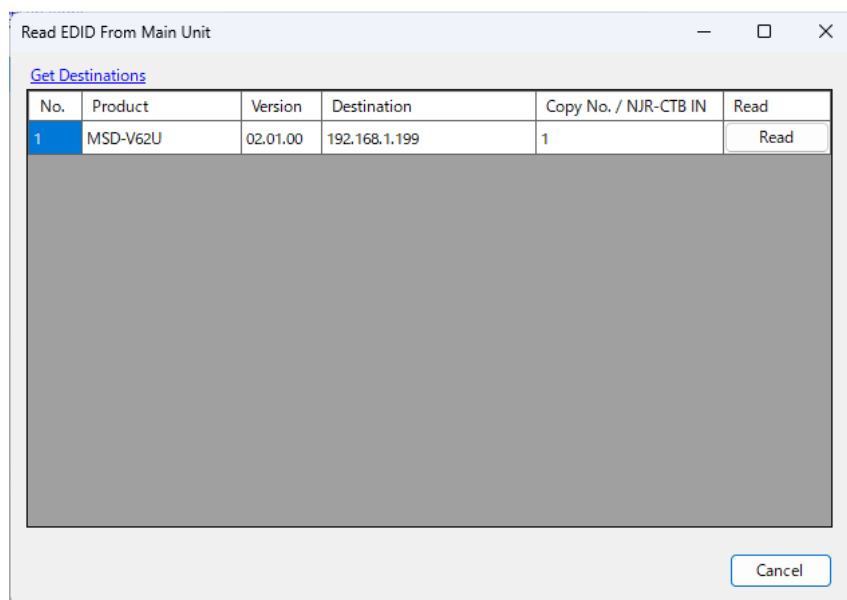 Read EDID From Main Unit
Get Destinations
No. Product Version Destination Copy No. / NJR-CTB IN Read
1 MSD-V62U 02.01.00 192.168.1.199 1 Read
Cancel